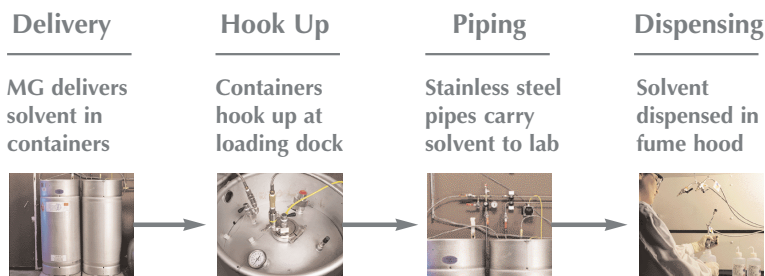 Delivery
MG delivers
solvent in
containers
Hook Up
Containers
hook up at
loading dock
Piping
Stainless steel
pipes carry
solvent to lab
Dispensing
Solvent
dispensed in
fume hood